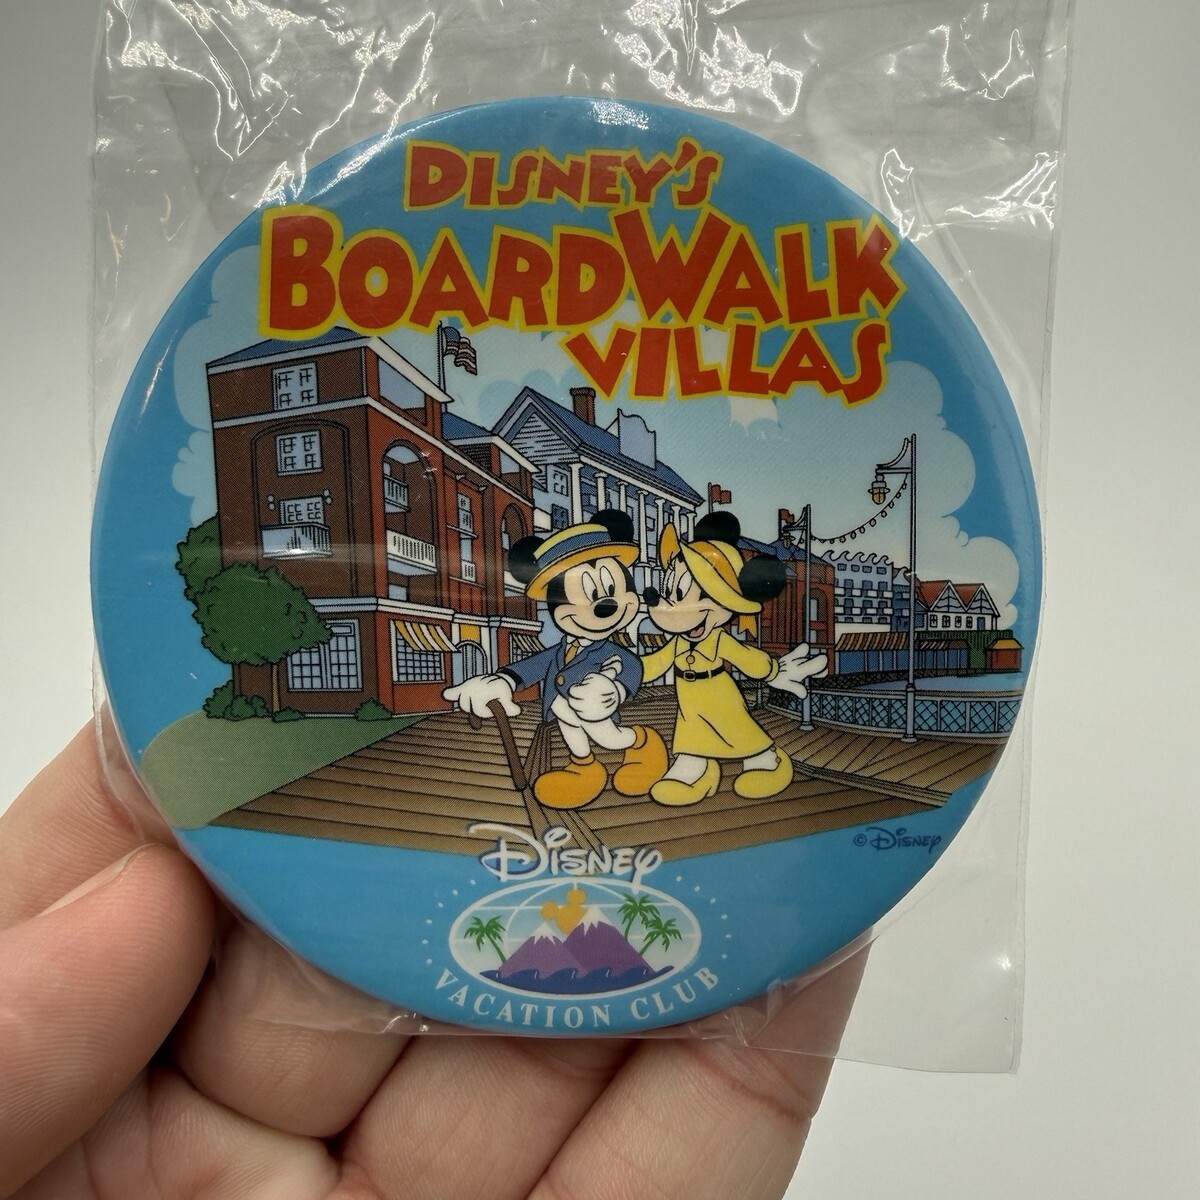 DISNEY'S
BOARDWALK
VILLAS
© DISNEY
DISNEY
VACATION CLUB